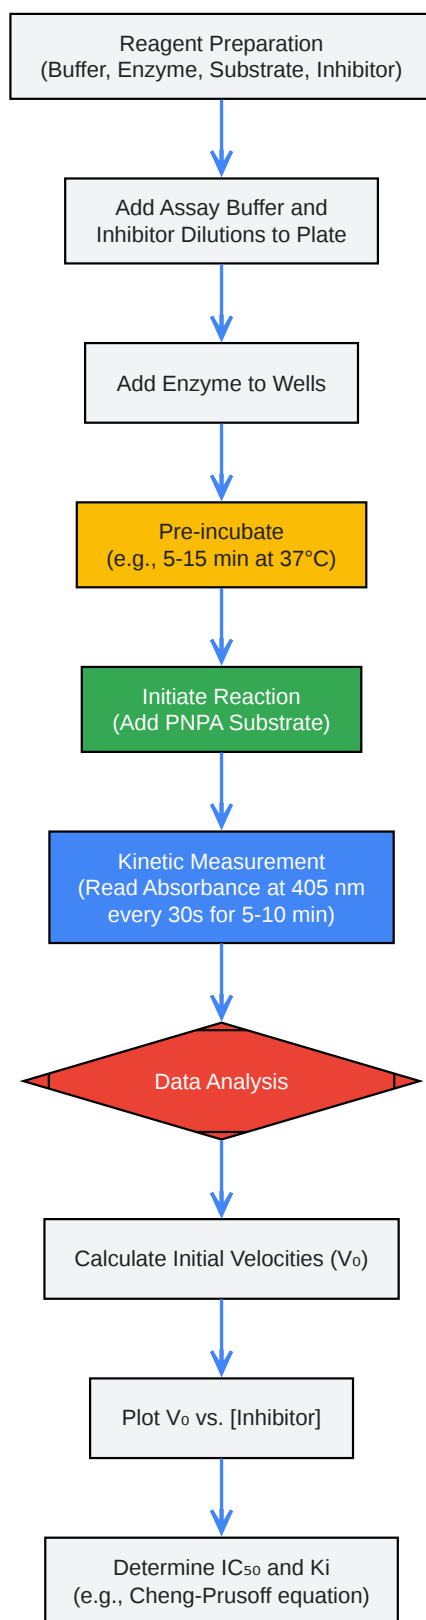 Reagent Preparation
(Buffer, Enzyme, Substrate, Inhibitor)
Add Assay Buffer and
Inhibitor Dilutions to Plate
Add Enzyme to Wells
Pre-incubate
(e.g., 5-15 min at 37°C)
Initiate Reaction
(Add PNPA Substrate)
Kinetic Measurement
(Read Absorbance at 405 nm
every 30s for 5-10 min)
Data Analysis
Calculate Initial Velocities (V₀)
Plot V₀ vs. [Inhibitor]
Determine IC₅₀ and Ki
(e.g., Cheng-Prusoff equation)